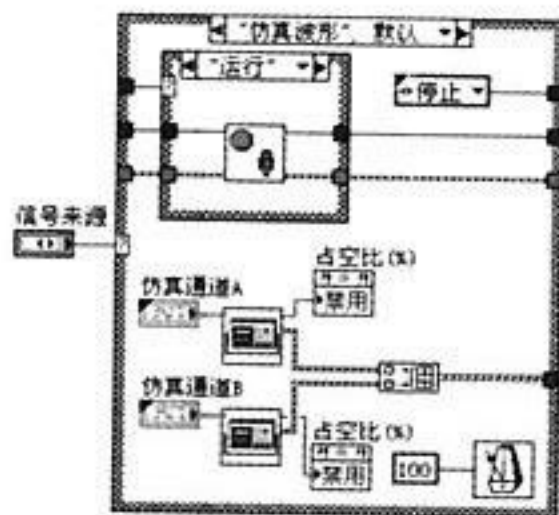 "仿真波形", 默认
"运行"
停止
信号来源
占空比(%)
仿真通道A
禁用
仿真通道B
占空比(%)
禁用
100